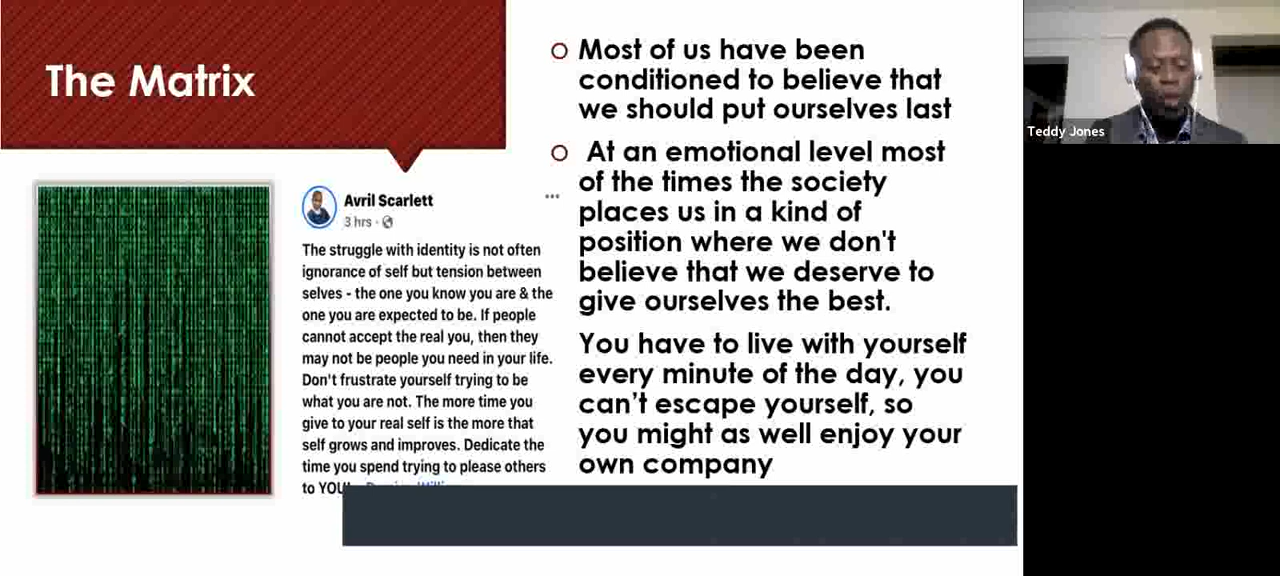 The Matrix
Avril Scarlett
3 hrs ·
The struggle with identity is not often
ignorance of self but tension between
selves - the one you know you are & the
one you are expected to be. If people
cannot accept the real you, then they
may not be people you need in your life.
Don't frustrate yourself trying to be
what you are not. The more time you
give to your real self is the more that
self grows and improves. Dedicate the
time you spend trying to please others
to YOU
Most of us have been
conditioned to believe that
we should put ourselves last
At an emotional level most
of the times the society
places us in a kind of
position where we don't
believe that we deserve to
give ourselves the best.
You have to live with yourself
every minute of the day, you
can't escape yourself, so
you might as well enjoy your
own company
Teddy Jones